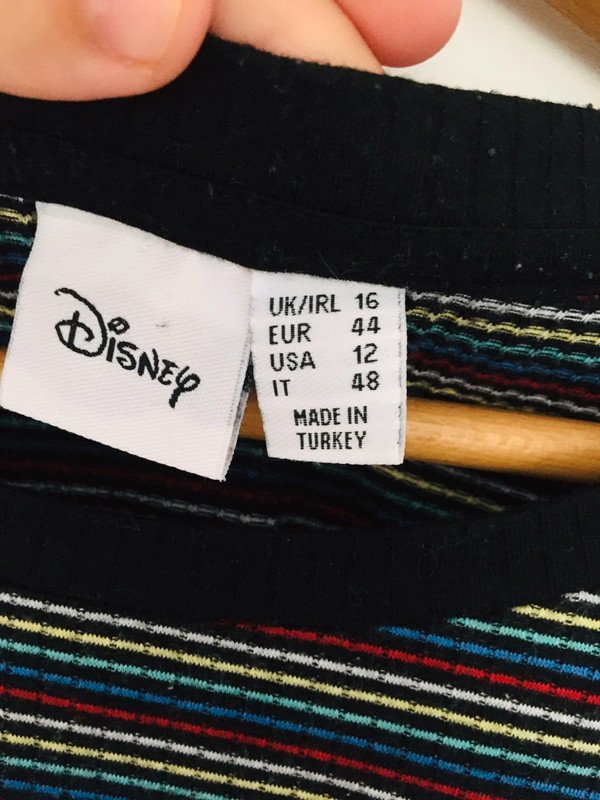 Disney
UK/IRL 16
EUR 44
USA 12
IT 48
MADE IN
TURKEY